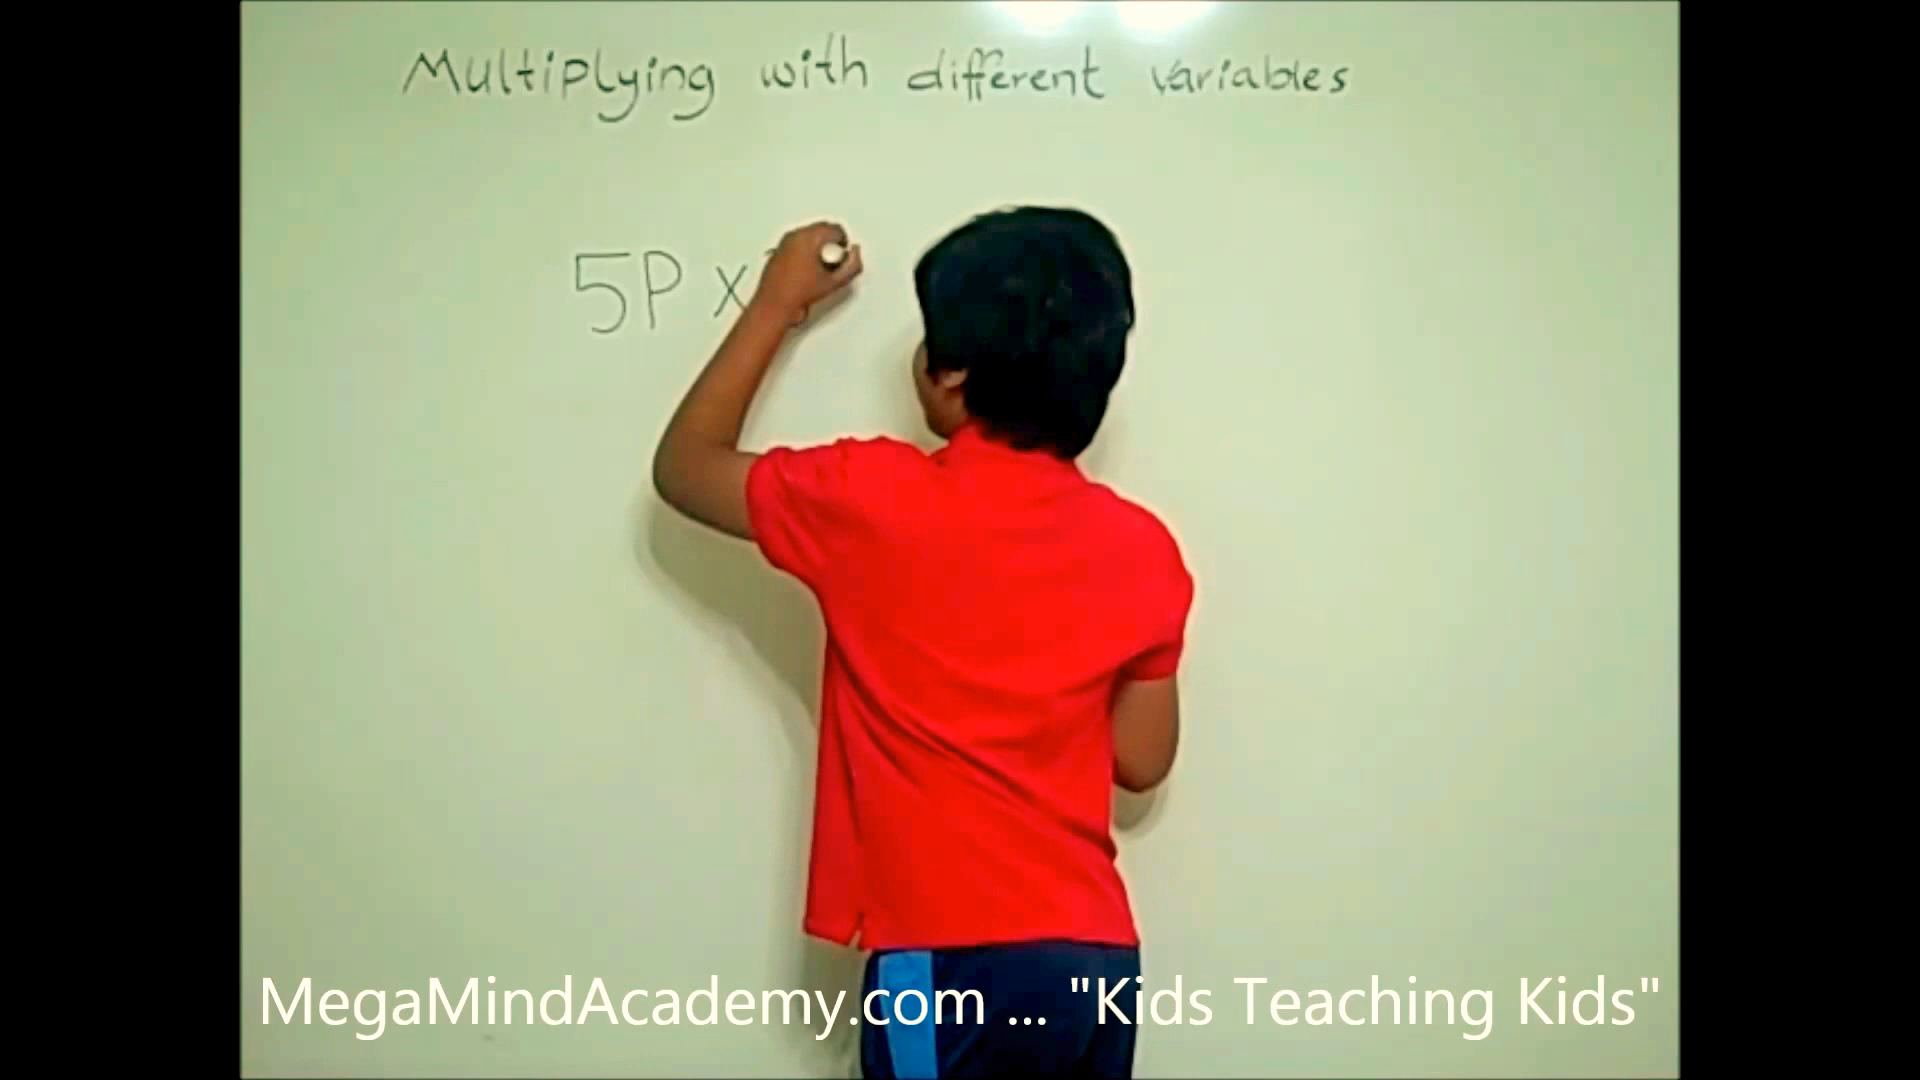 Multiplying with different variables
5P x
MegaMindAcademy.com ... "Kids Teaching Kids"